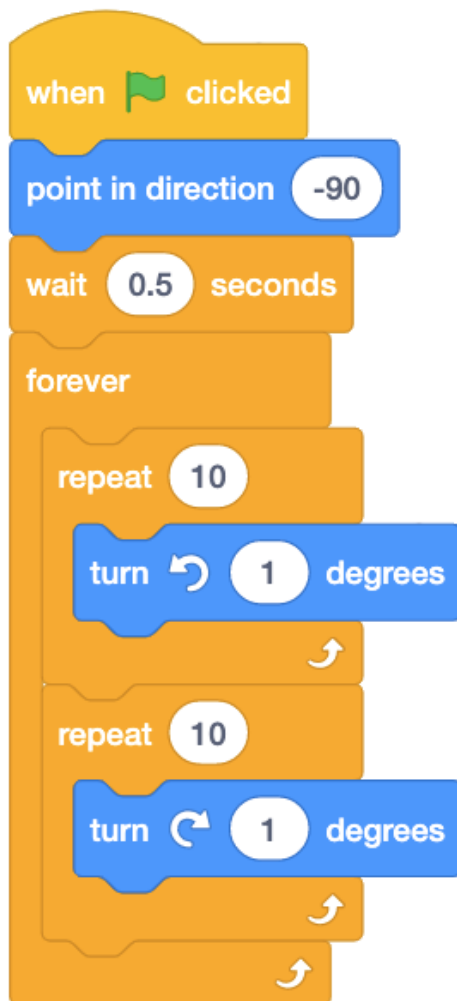 when clicked
point in direction -90
wait 0.5 seconds
forever
repeat 10
turn 1 degrees
repeat 10
turn 1 degrees